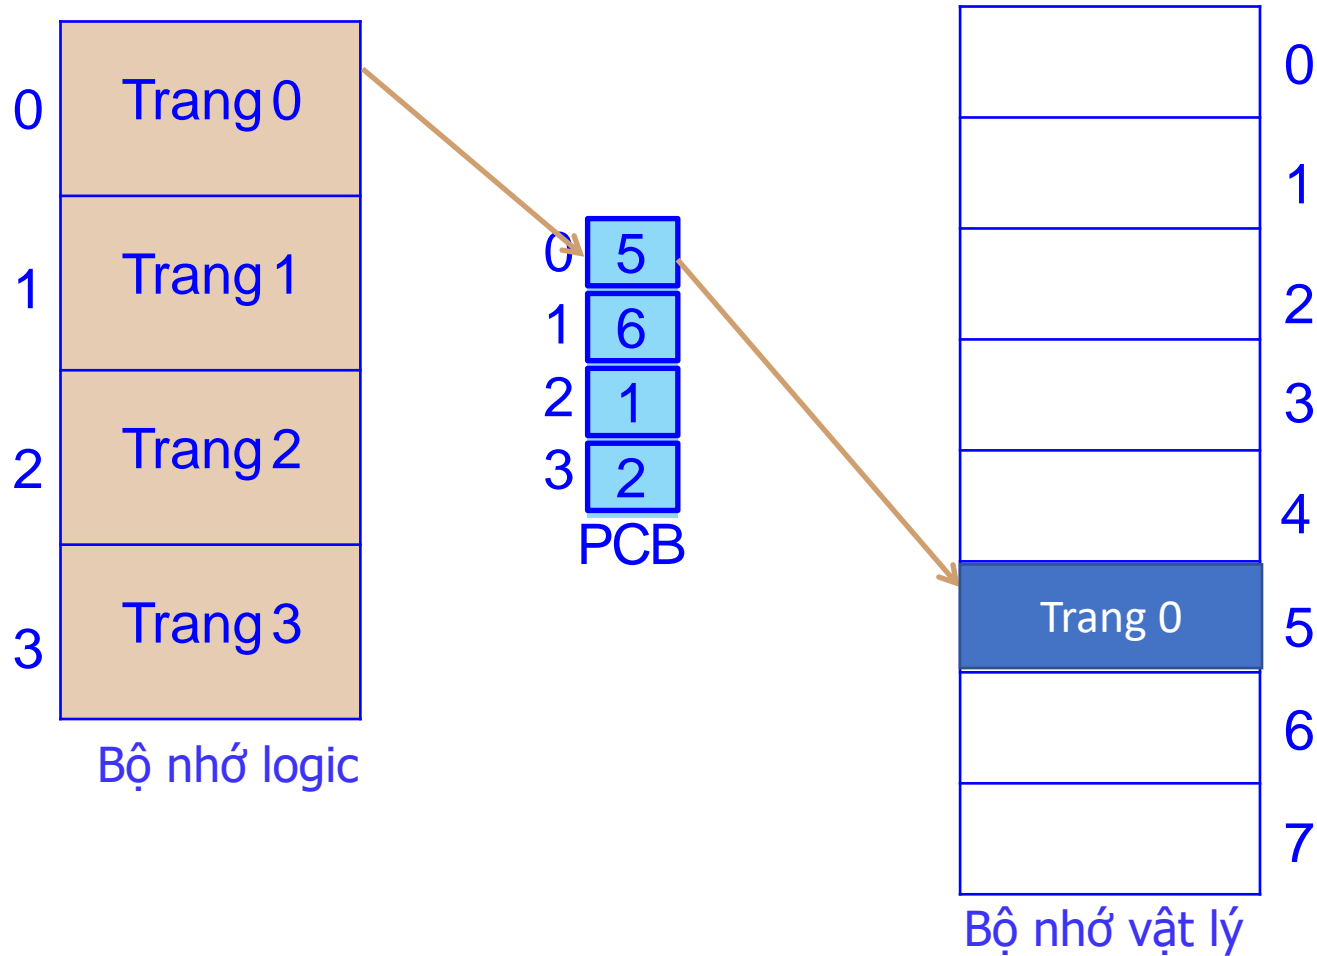 0
Trang 0
1
Trang 1
2
Trang 2
3
Trang 3
Bộ nhớ logic
0 5
1 6
2 1
3 2
PCB
0
1
2
3
4
Trang 0 5
6
7
Bộ nhớ vật lý